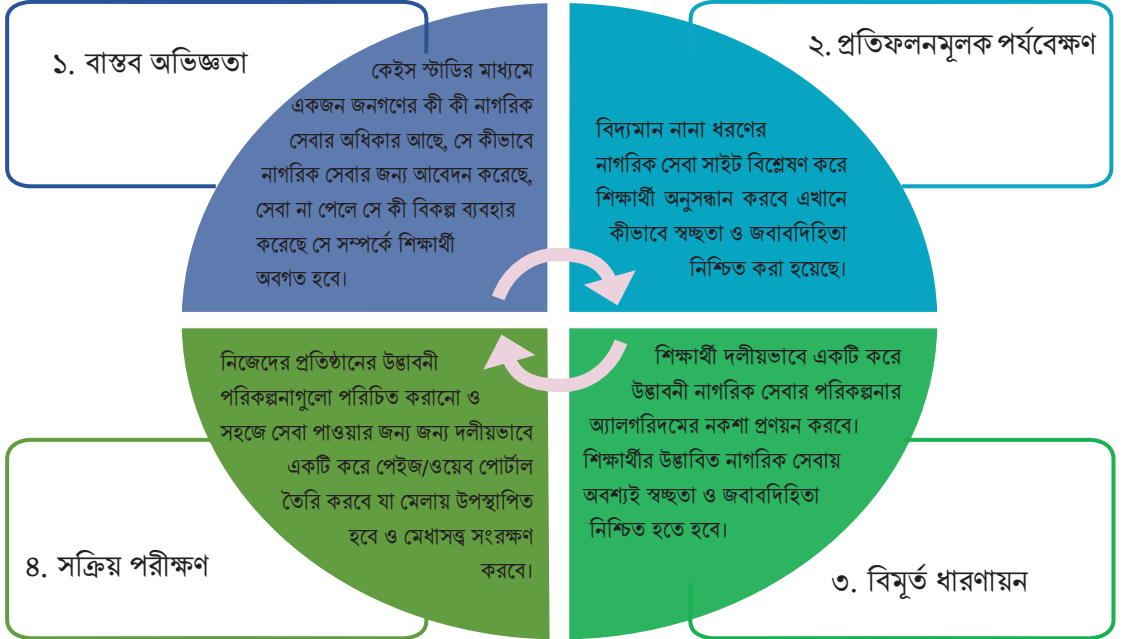 ১. বাস্তব অভিজ্ঞতা
কেইস স্টাডির মাধ্যমে
একজন জনগণের কী কী নাগরিক
সেবার অধিকার আছে, সে কীভাবে
নাগরিক সেবার জন্য আবেদন করেছে,
সেবা না পেলে সে কী বিকল্প ব্যবহার
করেছে সে সম্পর্কে শিক্ষার্থী
অবগত হবে।
২. প্রতিফলনমূলক পর্যবেক্ষণ
বিদ্যমান নানা ধরণের
নাগরিক সেবা সাইট বিশ্লেষণ করে
শিক্ষার্থী অনুসন্ধান করবে এখানে
কীভাবে স্বচ্ছতা ও জবাবদিহিতা
নিশ্চিত করা হয়েছে।
শিক্ষার্থী দলীয়ভাবে একটি করে
উদ্ভাবনী নাগরিক সেবার পরিকল্পনার
অ্যালগরিদমের নকশা প্রণয়ন করবে।
শিক্ষার্থীর উদ্ভাবিত নাগরিক সেবায়
অবশ্যই স্বচ্ছতা ও জবাবদিহিতা
নিশ্চিত হতে হবে।
৩. বিমূর্ত ধারণায়ন
নিজেদের প্রতিষ্ঠানের উদ্ভাবনী
পরিকল্পনাগুলো পরিচিত করানো ও
সহজে সেবা পাওয়ার জন্য জন্য দলীয়ভাবে
একটি করে পেইজ/ওয়েব পোর্টাল
তৈরি করবে যা মেলায় উপস্থাপিত
হবে ও মেধাসত্ত্ব সংরক্ষণ
করবে।
৪. সক্রিয় পরীক্ষণ